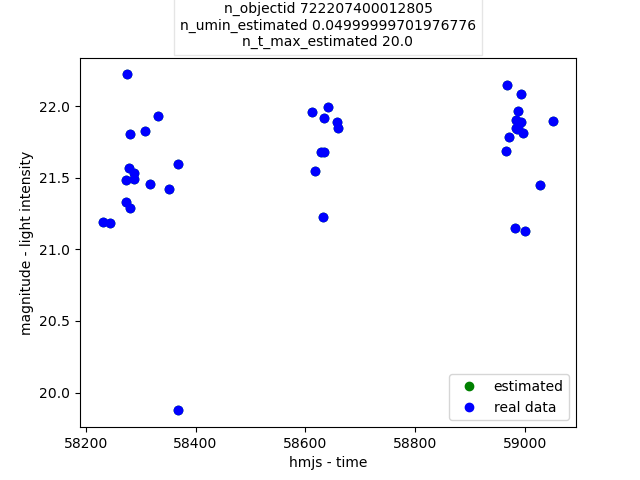 n_objectid 722207400012805
n_umin_estimated 0.04999999701976776
n_t_max_estimated 20.0
magnitude - light intensity
22.0
21.5
21.0
20.5
20.0
estimated
real data
58200 58400 58600 58800 59000
hmjs - time